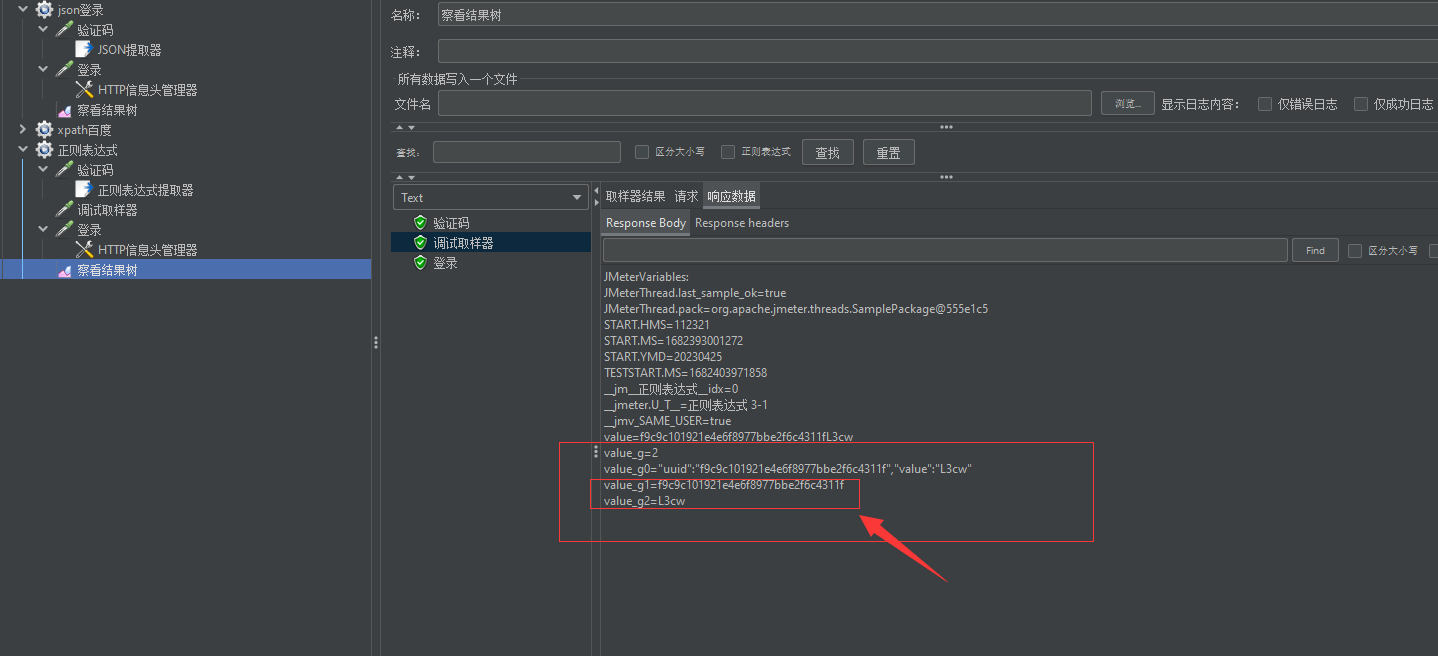 json登录
验证码
JSON提取器
登录
HTTP信息头管理器
察看结果树
xpath百度
正则表达式
验证码
正则表达式提取器
调试取样器
登录
HTTP信息头管理器
察看结果树
名称： 察看结果树
注释：
所有数据写入一个文件
文件名 浏览... 显示日志内容： 仅错误日志 仅成功日志
查找： 区分大小写 正则表达式 查找 重置
Text
验证码
调试取样器
登录
取样器结果 请求 响应数据
Response Body Response headers
Find 区分大小写
JMeterVariables:
JMeterThread.last_sample_ok=true
JMeterThread.pack=org.apache.jmeter.threads.SamplePackage@555e1c5
START.HMS=112321
START.MS=1682393001272
START.YMD=20230425
TESTSTART.MS=1682403971858
__jm__正则表达式__idx=0
__jmeter.U_T__=正则表达式 3-1
__jmv_SAME_USER=true
value=f9c9c101921e4e6f8977bbe2f6c4311fL3cw
value_g=2
value_g0="uuid":"f9c9c101921e4e6f8977bbe2f6c4311f","value":"L3cw"
value_g1=f9c9c101921e4e6f8977bbe2f6c4311f
value_g2=L3cw